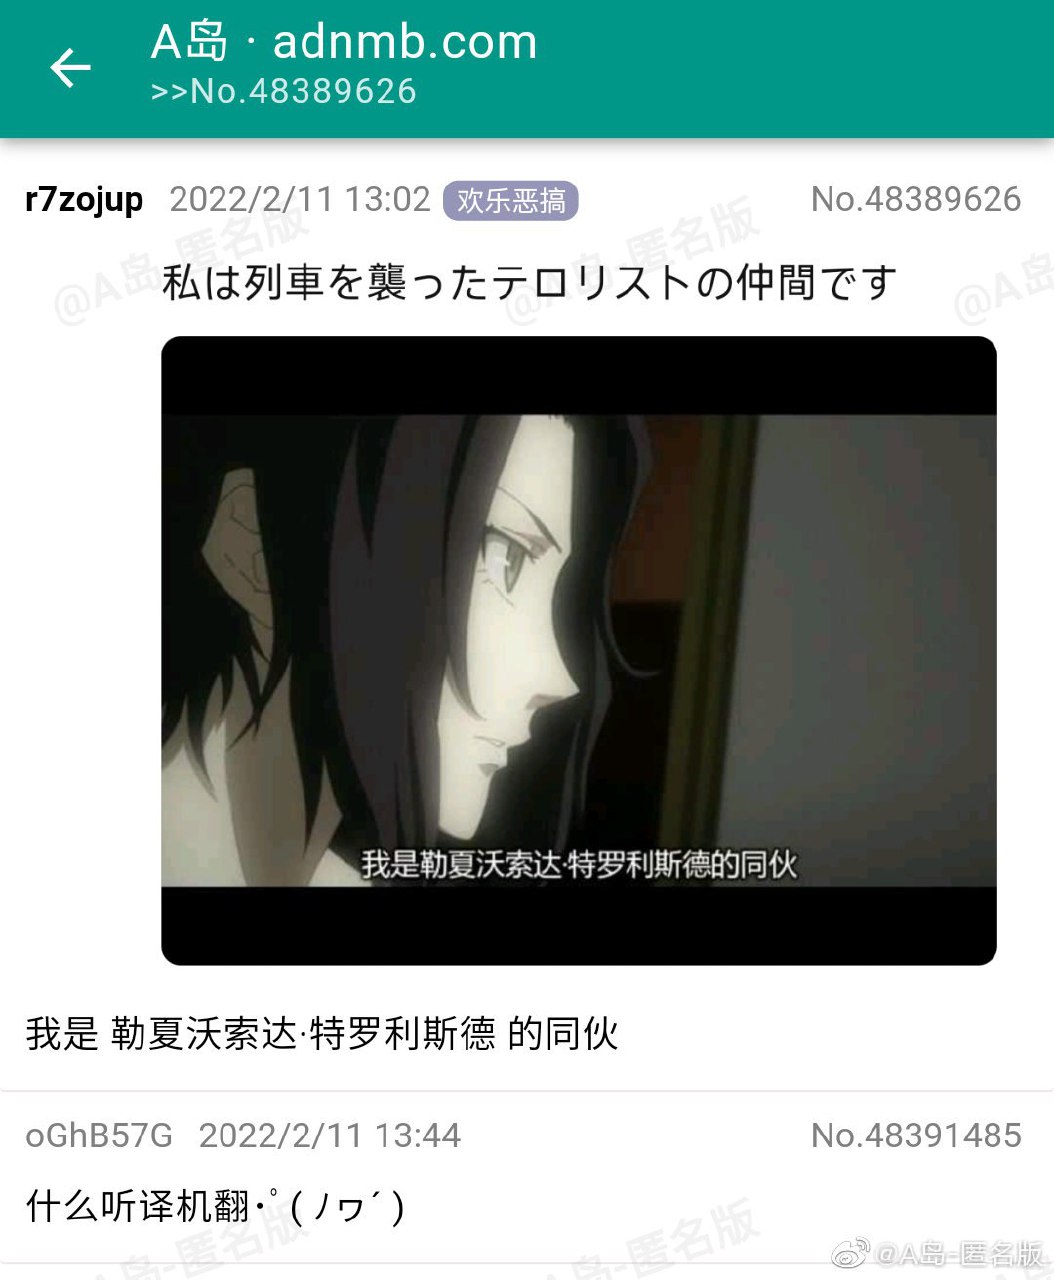 A岛 · adnmb.com
>>No.48389626
r7zojup 2022/2/11 13:02 欢乐恶搞 No.48389626
私は列車を襲ったテロリストの仲間です
我是勒夏沃索达·特罗利斯德的同伙
我是 勒夏沃索达·特罗利斯德 的同伙
oGhB57G 2022/2/11 13:44 No.48391485
什么听译机翻･ﾟ( ﾉヮ´ )
@A岛-匿名版